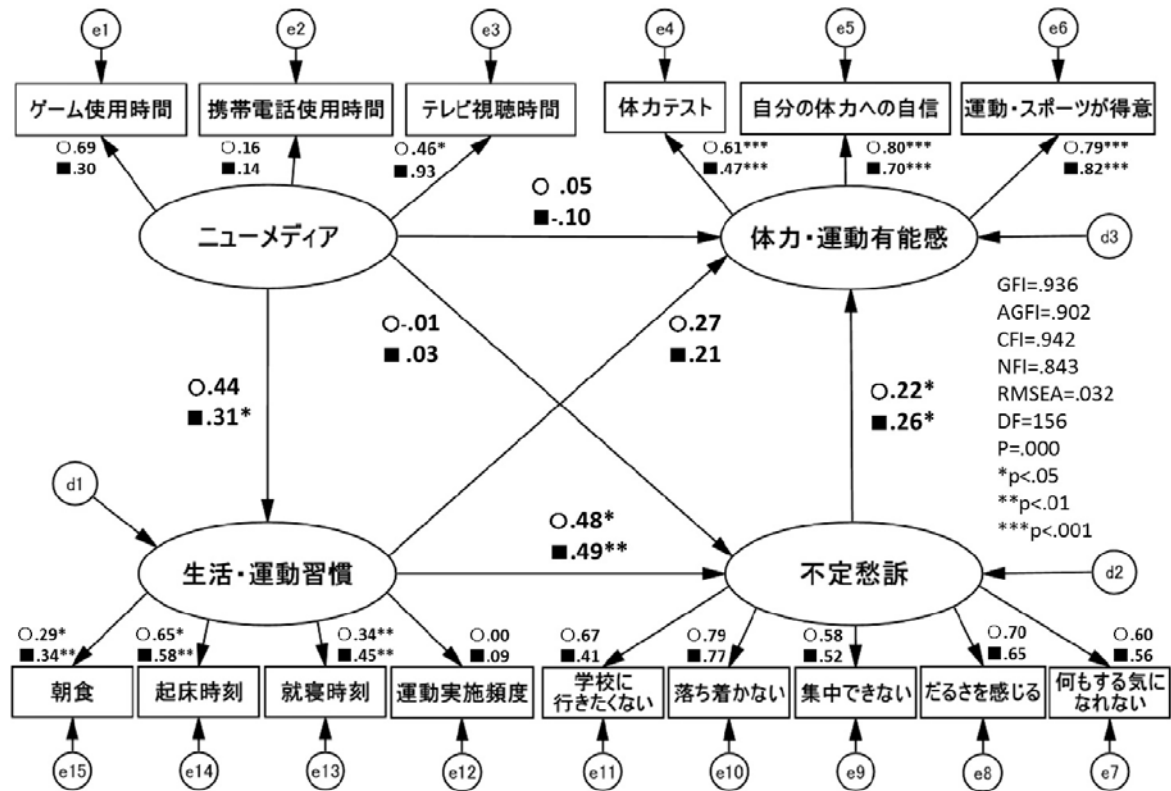 e1
e2
e3
e4
e5
e6
ゲーム使用時間
携帯電話使用時間
テレビ視聴時間
体力テスト
自分の体力への自信
運動・スポーツが得意
○.69
■.30
○.16
■.14
○.46*
■.93
○.61***
■.47***
○.80***
■.70***
○.79***
■.82***
ニューメディア
○ .05
■-.10
体力・運動有能感
d3
GFI=.936
AGFI=.902
CFI=.942
NFI=.843
RMSEA=.032
DF=156
P=.000
*p<.05
**p<.01
***p<.001
○-.01
■ .03
○.27
■.21
○.44
■.31*
○.22*
■.26*
d1
生活・運動習慣
○.48*
■.49**
不定愁訴
d2
○.29*
■.34**
○.65*
■.58**
○.34**
■.45**
○.00
■.09
○.67
■.41
○.79
■.77
○.58
■.52
○.70
■.65
○.60
■.56
朝食
起床時刻
就寝時刻
運動実施頻度
学校に
行きたくない
落ち着かない
集中できない
だるさを感じる
何もする気に
なれない
e15
e14
e13
e12
e11
e10
e9
e8
e7